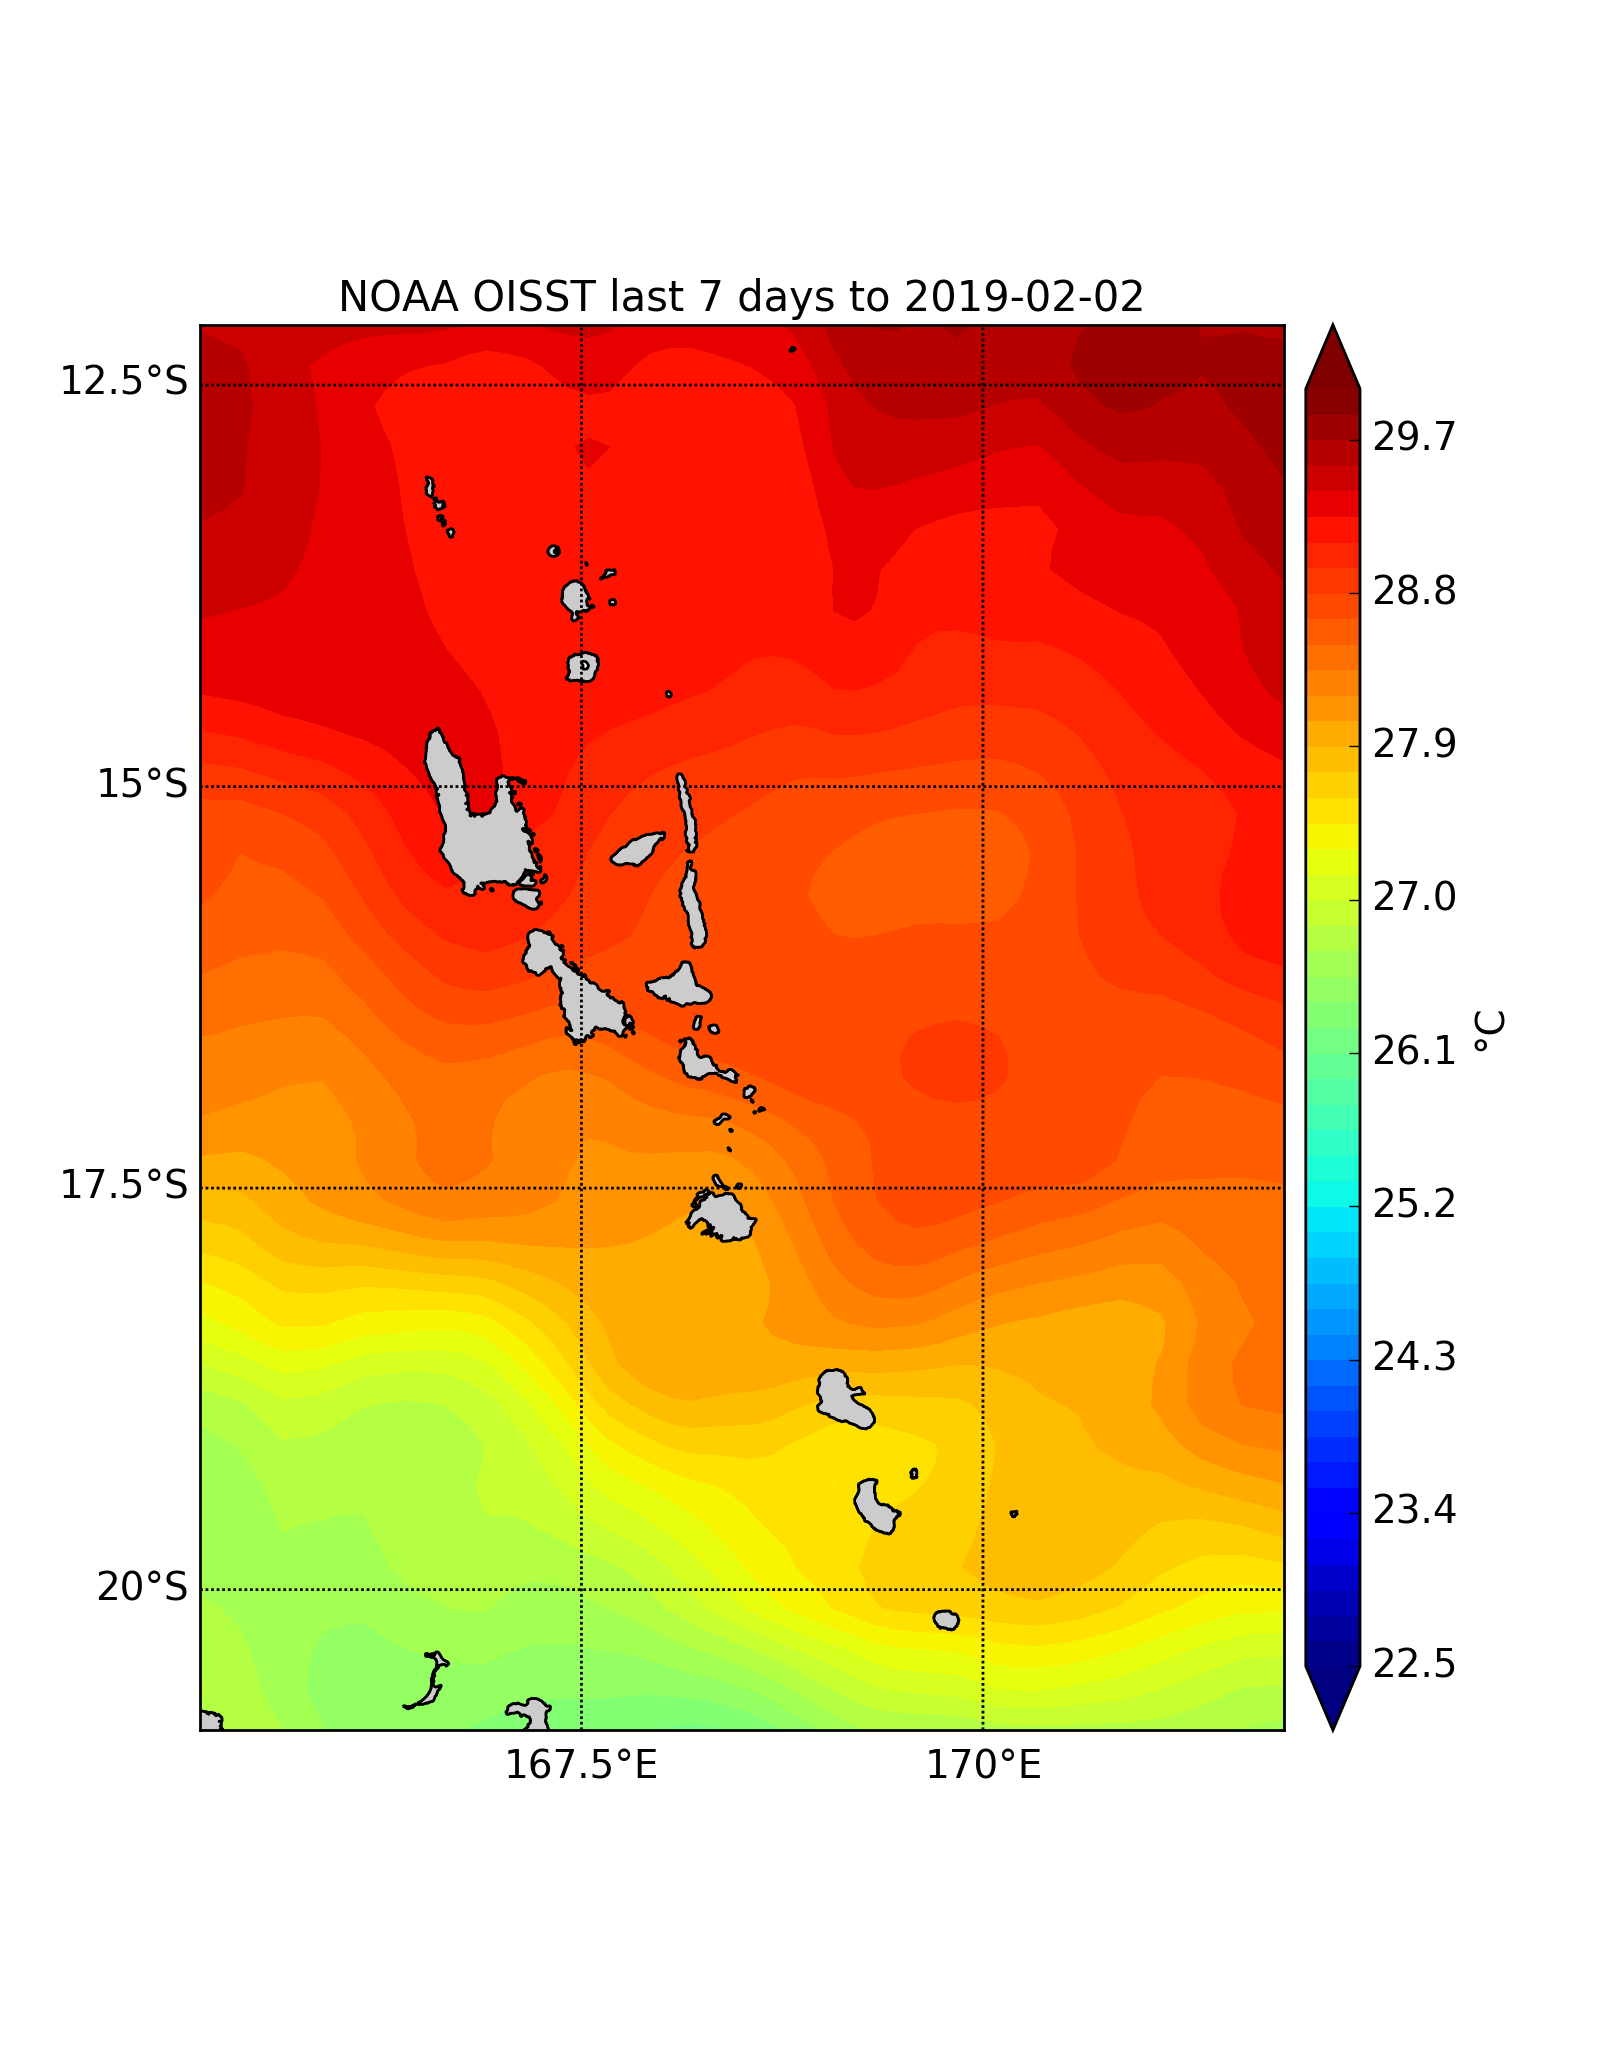 NOAA OISST last 7 days to 2019-02-02
12.5°S
15°S
17.5°S
20°S
167.5°E
170°E
29.7
28.8
27.9
27.0
26.1
25.2
24.3
23.4
22.5
°C